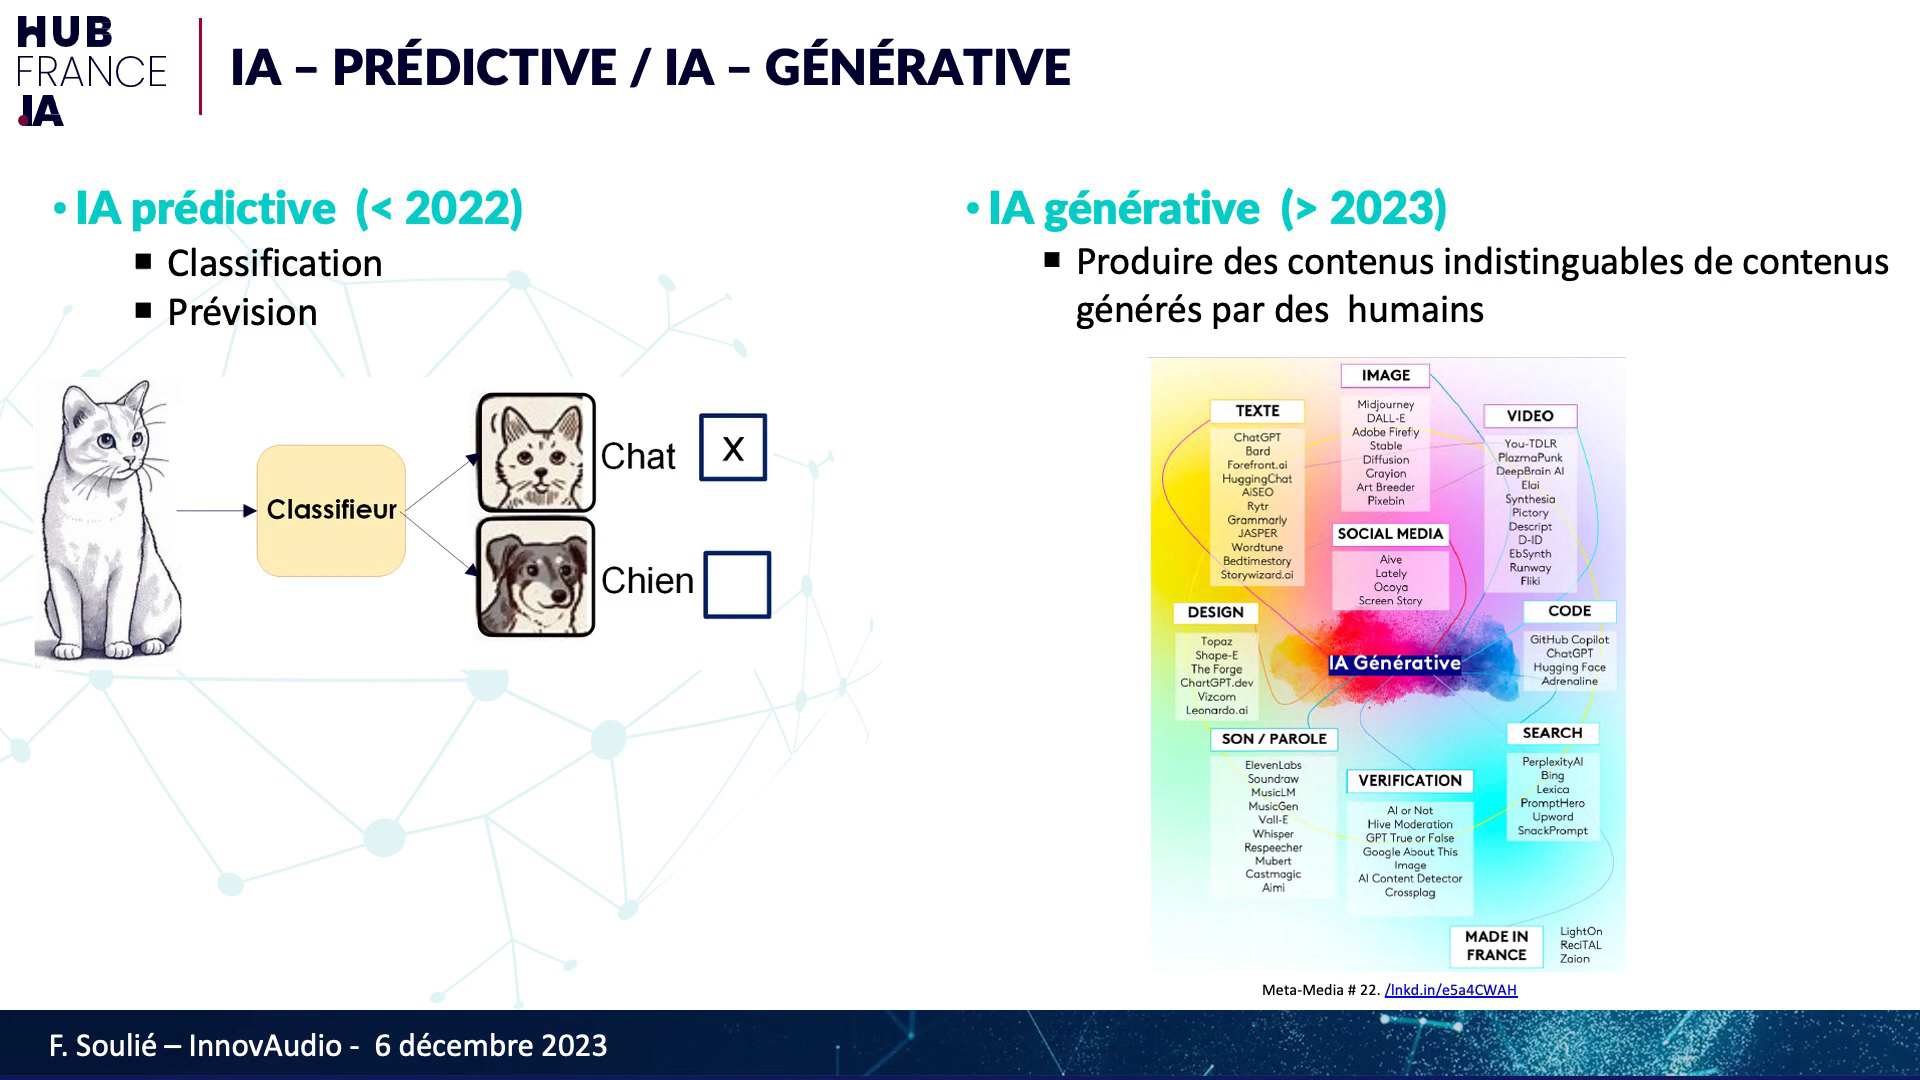 HUB
FRANCE
.IA
IA – PRÉDICTIVE / IA – GÉNÉRATIVE
• IA prédictive (< 2022)
▪ Classification
▪ Prévision
Classifieur
Chat
X
Chien
• IA générative (> 2023)
▪ Produire des contenus indistinguables de contenus
générés par des humains
IMAGE
Midjourney
DALL-E
Adobe Firefly
Stable
Diffusion
Crayion
Art Breeder
Pixebin
TEXTE
ChatGPT
Bard
Forefront.ai
HuggingChat
AiSEO
Rytr
Grammarly
JASPER
Wordtune
Bedtimestory
Storywizard.ai
VIDEO
You-TDLR
PlazmaPunk
DeepBrain AI
Elai
Synthesia
Pictory
Descript
D-ID
EbSynth
Runway
Fliki
SOCIAL MEDIA
Aive
Lately
Ocoya
Screen Story
DESIGN
Topaz
Shape-E
The Forge
ChartGPT.dev
Vizcom
Leonardo.ai
IA Générative
CODE
GitHub Copilot
ChatGPT
Hugging Face
Adrenaline
SON / PAROLE
ElevenLabs
Soundraw
MusicLM
MusicGen
Vall-E
Whisper
Respeecher
Mubert
Castmagic
Aimi
VERIFICATION
AI or Not
Hive Moderation
GPT True or False
Google About This
Image
AI Content Detector
Crossplag
SEARCH
PerplexityAI
Bing
Lexica
PromptHero
Upword
SnackPrompt
MADE IN
FRANCE
LightOn
ReciTAL
Zaion
Meta-Media # 22. /lnkd.in/e5a4CWAH
F. Soulié – InnovAudio - 6 décembre 2023